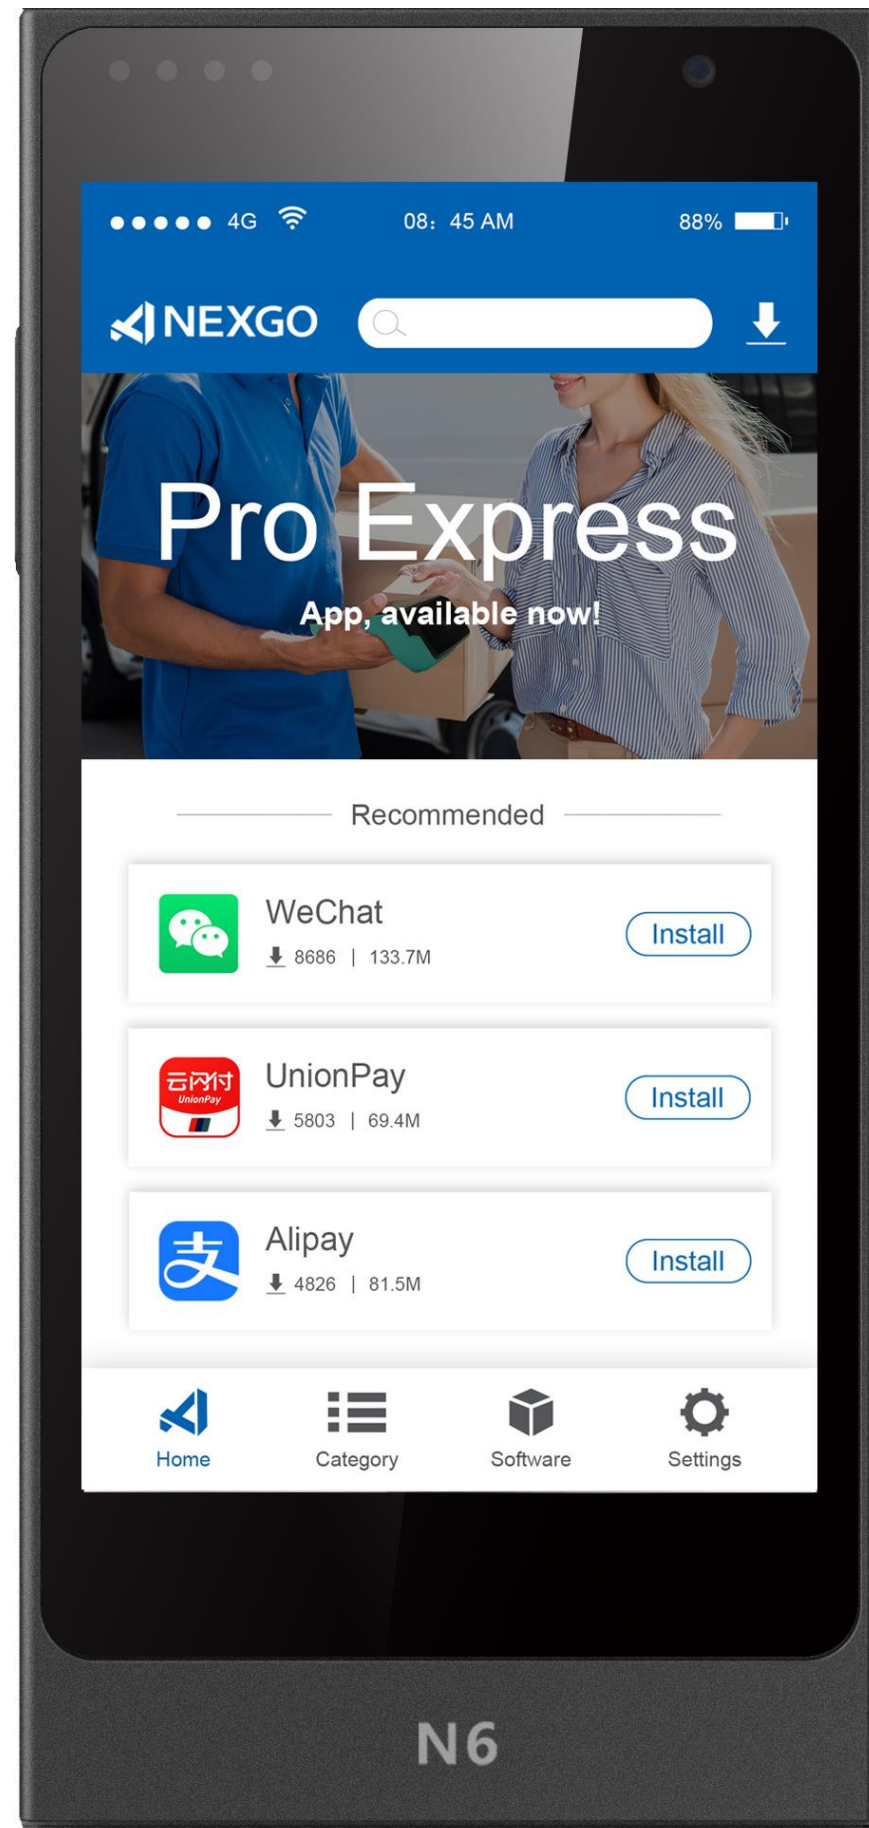 4G 08: 45 AM 88%
NEXGO
Pro Express
App, available now!
Recommended
WeChat
8686 | 133.7M
Install
云闪付
UnionPay
UnionPay
5803 | 69.4M
Install
支
Alipay
4826 | 81.5M
Install
Home Category Software Settings
N6